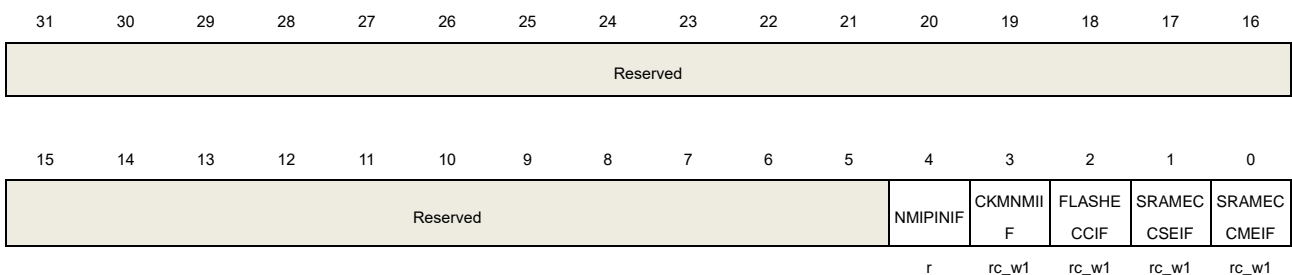 31 30 29 28 27 26 25 24 23 22 21 20 19 18 17 16
Reserved
15 14 13 12 11 10 9 8 7 6 5 4 3 2 1 0
Reserved NMIPINIF CKMNMII FLASHE SRAMEC SRAMEC
F CCIF CSEIF CMEIF
r rc_w1 rc_w1 rc_w1 rc_w1